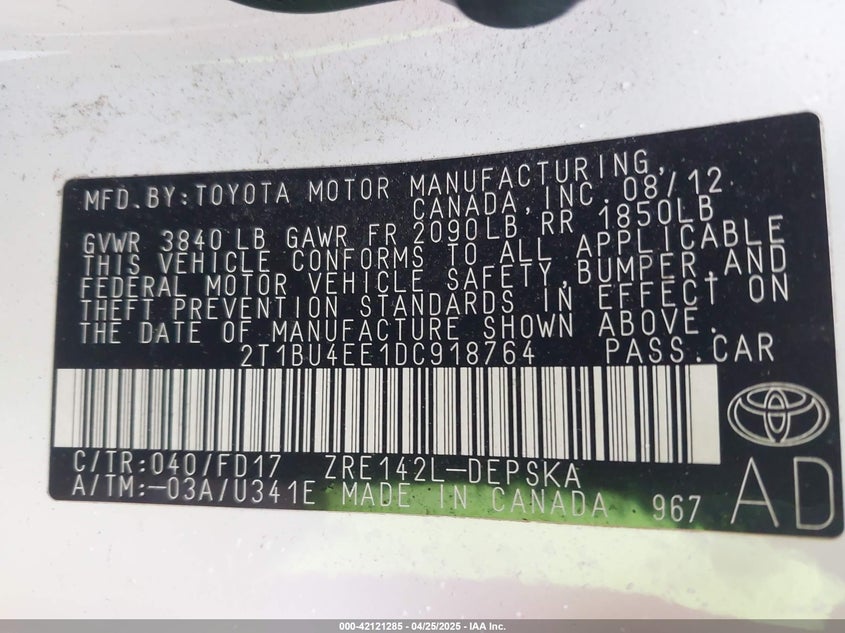 MFD.BY:TOYOTA MOTOR MANUFACTURING,
CANADA,INC.08/12
GVWR 3840LB GAWR FR 2090LB RR 1850LB
THIS VEHICLE CONFORMS TO ALL APPLICABLE
FEDERAL MOTOR VEHICLE SAFETY,BUMPER,AND
THEFT PREVENTION STANDARDS IN EFFECT ON
THE DATE OF MANUFACTURE SHOWN ABOVE.
2T1BU4EE1DC918764 PASS.CAR
C/TR:040/FD17 ZRE142L-DEPSKA
A/TM:-03A/U341E MADE IN CANADA 967 AD
000-42121285 - 04/25/2025 - IAA Inc.